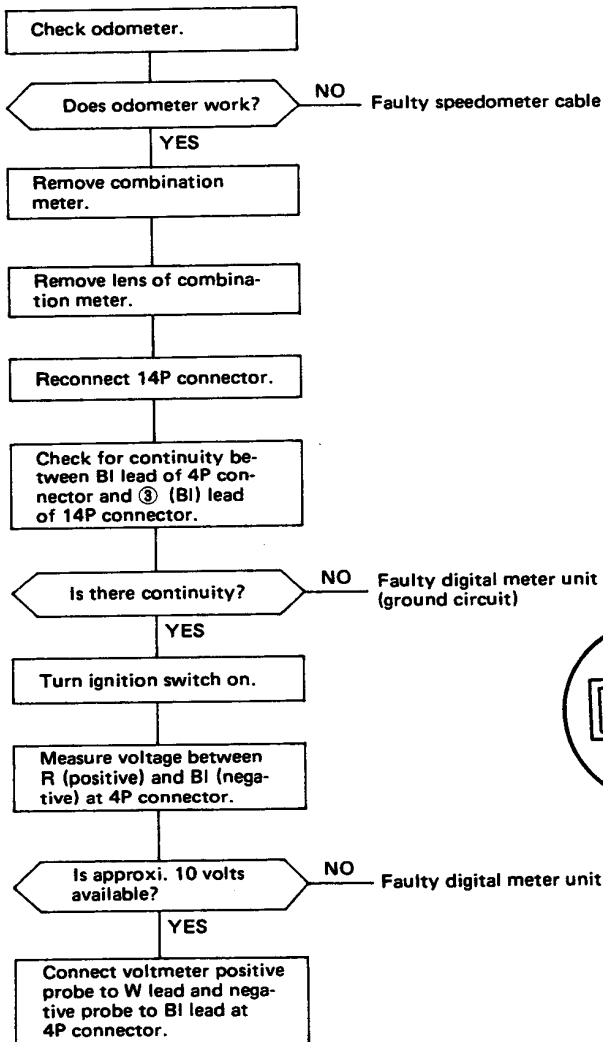 Check odometer.
Does odometer work?
NO
Faulty speedometer cable
YES
Remove combination
meter.
Remove lens of combina-
tion meter.
Reconnect 14P connector.
Check for continuity be-
tween Bl lead of 4P con-
nector and ③ (Bl) lead
of 14P connector.
Is there continuity?
NO
Faulty digital meter unit
(ground circuit)
YES
Turn ignition switch on.
Measure voltage between
R (positive) and Bl (nega-
tive) at 4P connector.
Is approxi. 10 volts
available?
NO
Faulty digital meter unit
YES
Connect voltmeter positive
probe to W lead and nega-
tive probe to Bl lead at
4P connector.